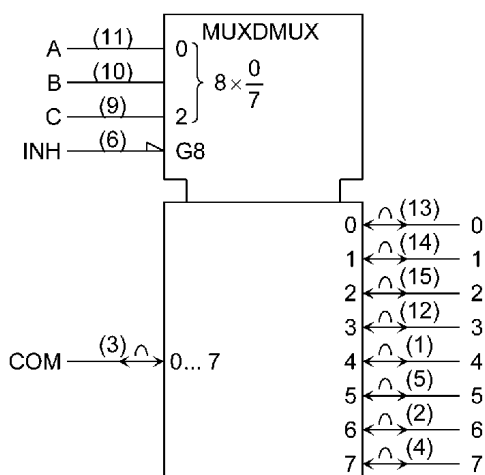 MUXDMUX
A (11) 0
B (10) 8 × 0/7
C (9) 2
INH (6) G8
0 (13) 0
1 (14) 1
2 (15) 2
3 (12) 3
COM (3) 0... 7 4 (1) 4
5 (5) 5
6 (2) 6
7 (4) 7